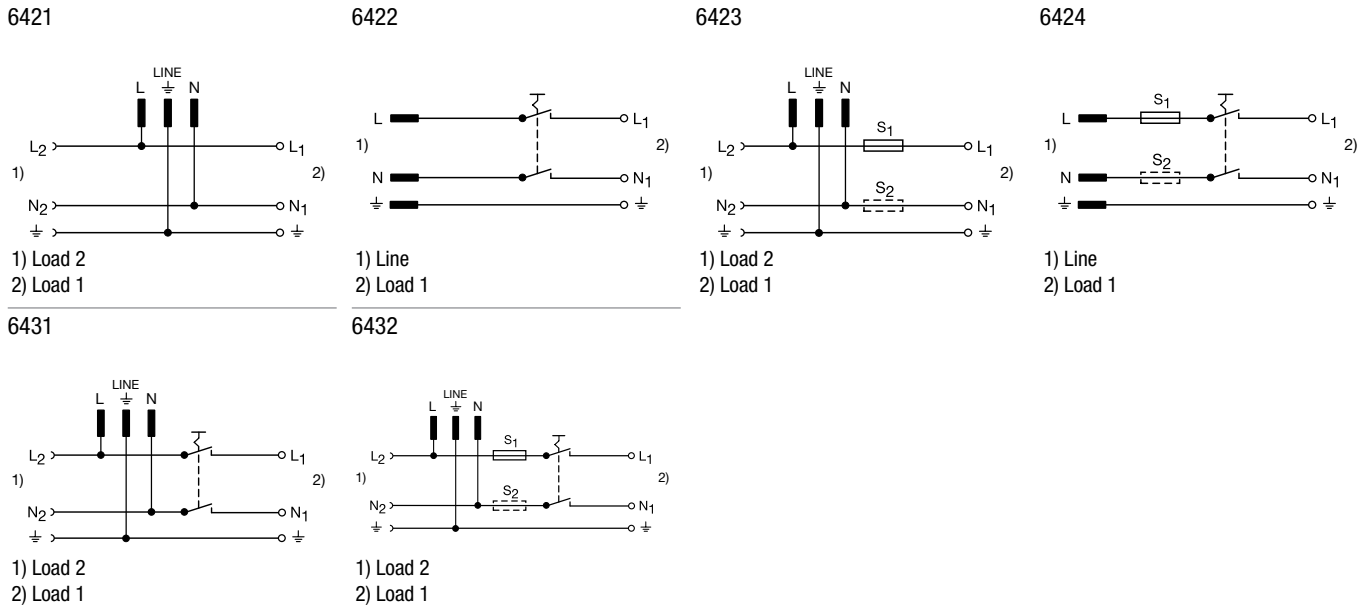 6421
LINE
L ⏚ N
L2 L1
1) 2)
N2 N1
⏚ ⏚
1) Load 2
2) Load 1
6422
L L1
1) 2)
N N1
⏚ ⏚
1) Line
2) Load 1
6423
LINE
L ⏚ N
S1
L2 L1
1) 2)
S2
N2 N1
⏚ ⏚
1) Load 2
2) Load 1
6424
S1
L L1
1) 2)
S2
N N1
⏚ ⏚
1) Line
2) Load 1
6431
LINE
L ⏚ N
L2 L1
1) 2)
N2 N1
⏚ ⏚
1) Load 2
2) Load 1
6432
LINE
L ⏚ N
S1
L2 L1
1) 2)
S2
N2 N1
⏚ ⏚
1) Load 2
2) Load 1